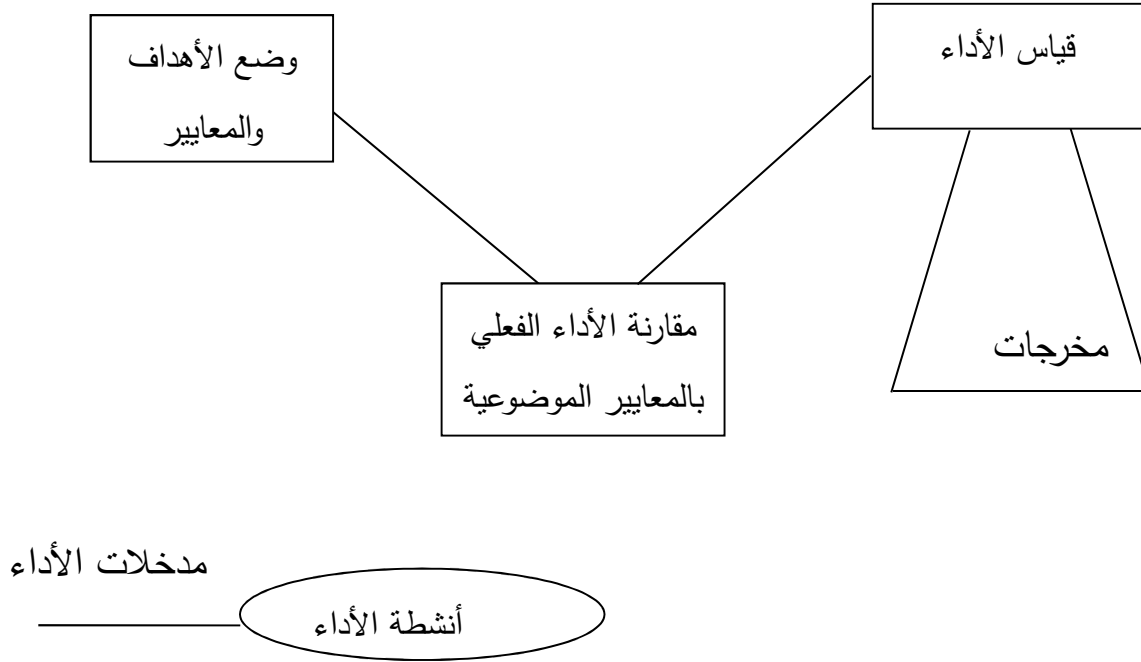 قياس الأداء
وضع الأهداف
والمعايير
مقارنة الأداء الفعلي
بالمعايير الموضوعية
مخرجات
مدخلات الأداء
أنشطة الأداء